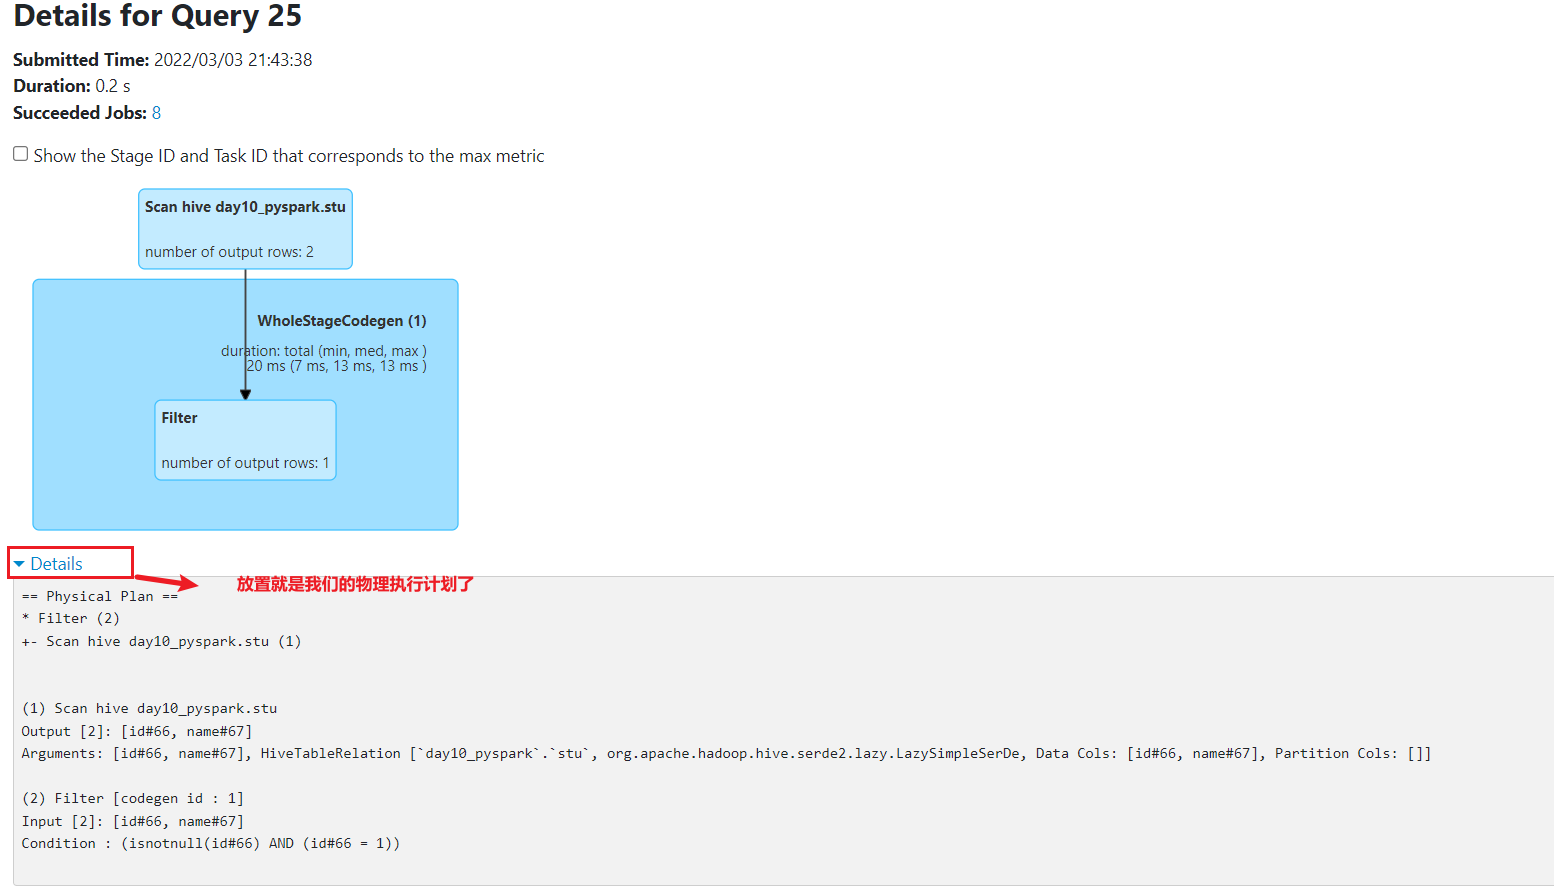 Details for Query 25
Submitted Time: 2022/03/03 21:43:38
Duration: 0.2 s
Succeeded Jobs: 8
Show the Stage ID and Task ID that corresponds to the max metric
Scan hive day10_pyspark.stu
number of output rows: 2
WholeStageCodegen (1)
duration: total (min, med, max )
20 ms (7 ms, 13 ms, 13 ms )
Filter
number of output rows: 1
Details
放置就是我们的物理执行计划了
== Physical Plan ==
* Filter (2)
+- Scan hive day10_pyspark.stu (1)
(1) Scan hive day10_pyspark.stu
Output [2]: [id#66, name#67]
Arguments: [id#66, name#67], HiveTableRelation [`day10_pyspark`.`stu`, org.apache.hadoop.hive.serde2.lazy.LazySimpleSerDe, Data Cols: [id#66, name#67], Partition Cols: []]
(2) Filter [codegen id : 1]
Input [2]: [id#66, name#67]
Condition : (isnotnull(id#66) AND (id#66 = 1))